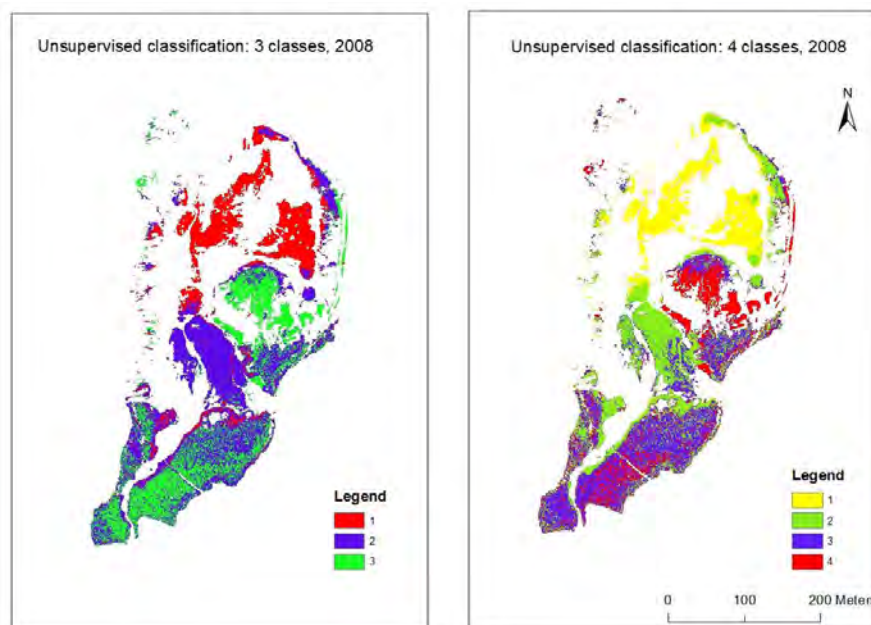 Unsupervised classification: 3 classes, 2008
Legend
1
2
3
Unsupervised classification: 4 classes, 2008
N
Legend
1
2
3
4
0 100 200 Meter